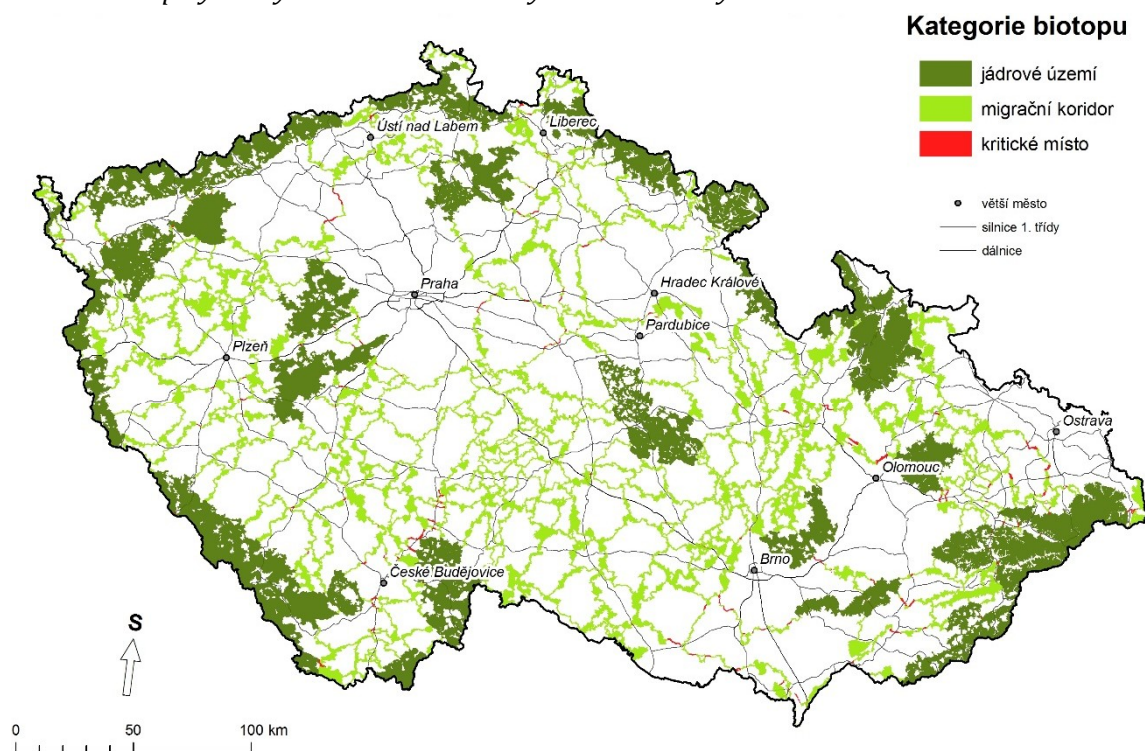 Kategorie biotopu
jádrové území
migrační koridor
kritické místo
větší město
silnice 1. třídy
dálnice
Liberec
Ústí nad Labem
Praha
Hradec Králové
Pardubice
Plzeň
Ostrava
Olomouc
Brno
České Budějovice
S
0 50 100 km